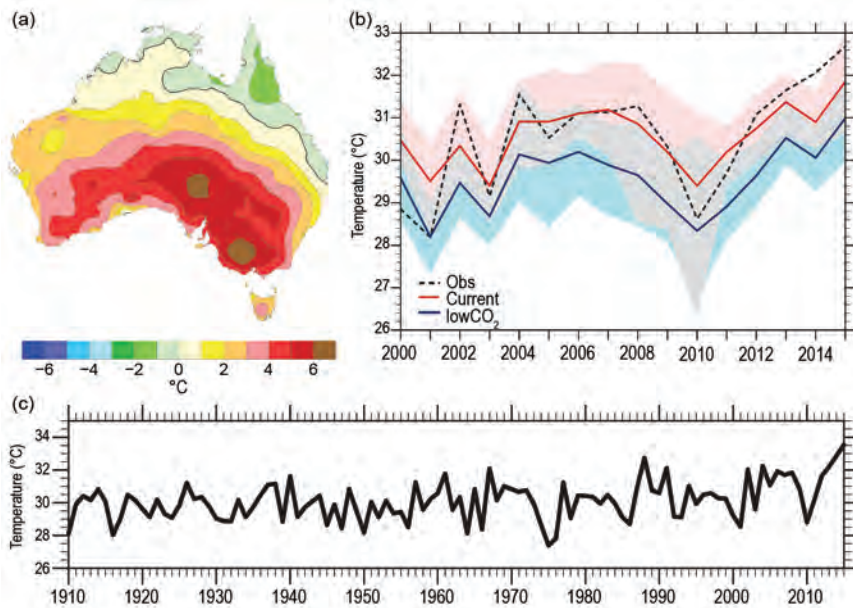 (a)
−6 −4 −2 0 2 4 6
°C
(b)
Temperature (°C)
33
32
31
30
29
28
27
26
Obs
Current
lowCO₂
2000 2002 2004 2006 2008 2010 2012 2014
(c)
Temperature (°C)
34
32
30
28
26
1910 1920 1930 1940 1950 1960 1970 1980 1990 2000 2010